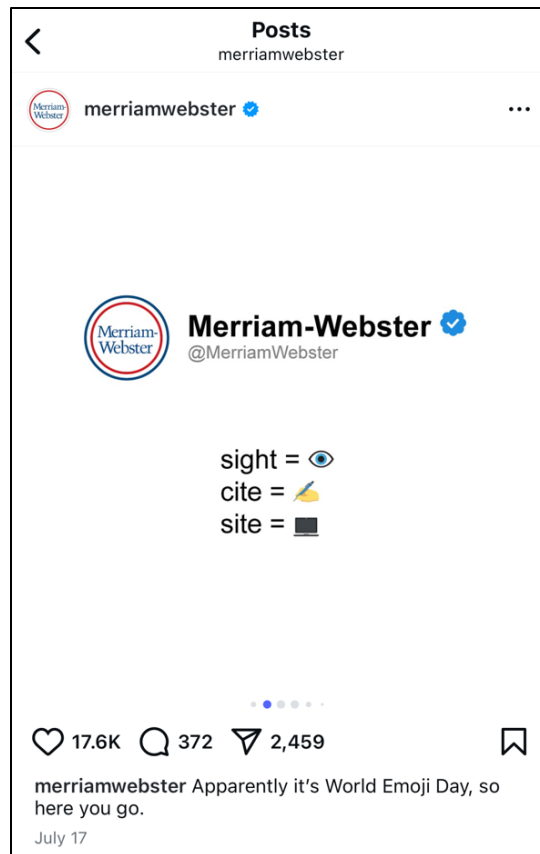 Posts
merriamwebster
Merriam-
Webster
merriamwebster
Merriam-
Webster
Merriam-Webster
@MerriamWebster
sight = 👁️
cite = ✍️
site = 💻
17.6K 372 2,459
merriamwebster Apparently it’s World Emoji Day, so
here you go.
July 17